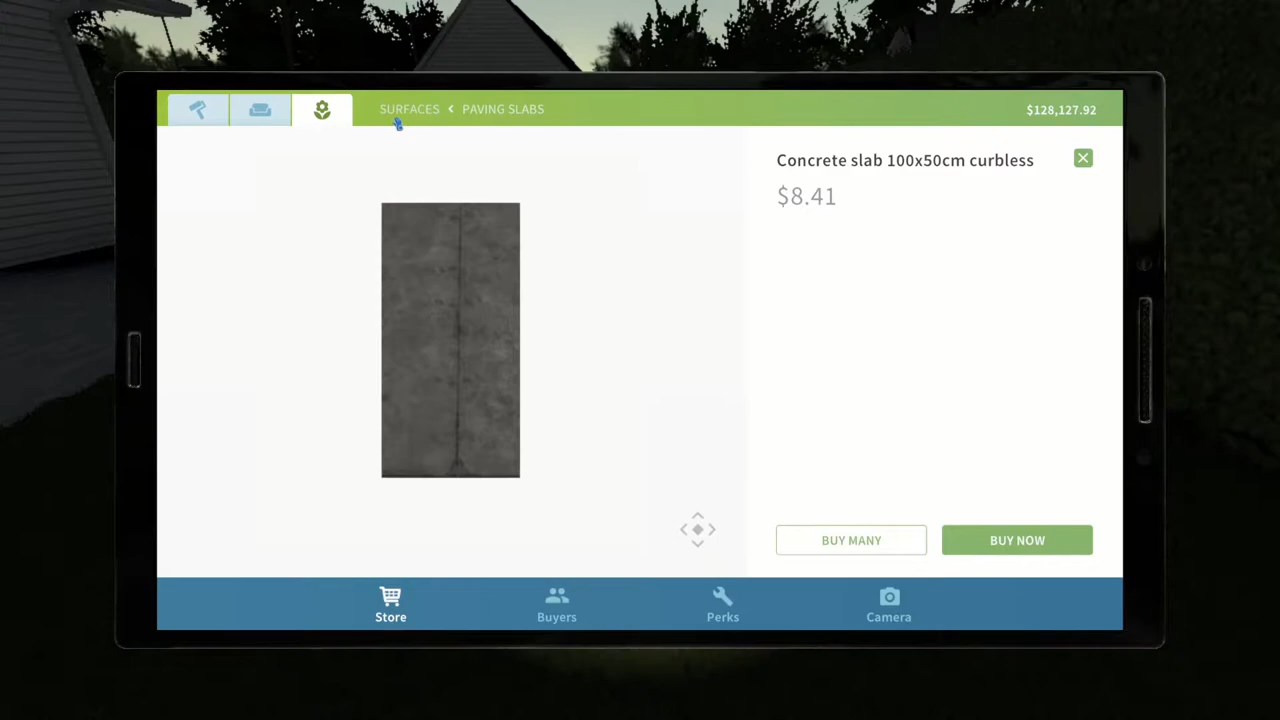 SURFACES < PAVING SLABS
$128,127.92
Concrete slab 100x50cm curbless
$8.41
BUY MANY
BUY NOW
Store
Buyers
Perks
Camera